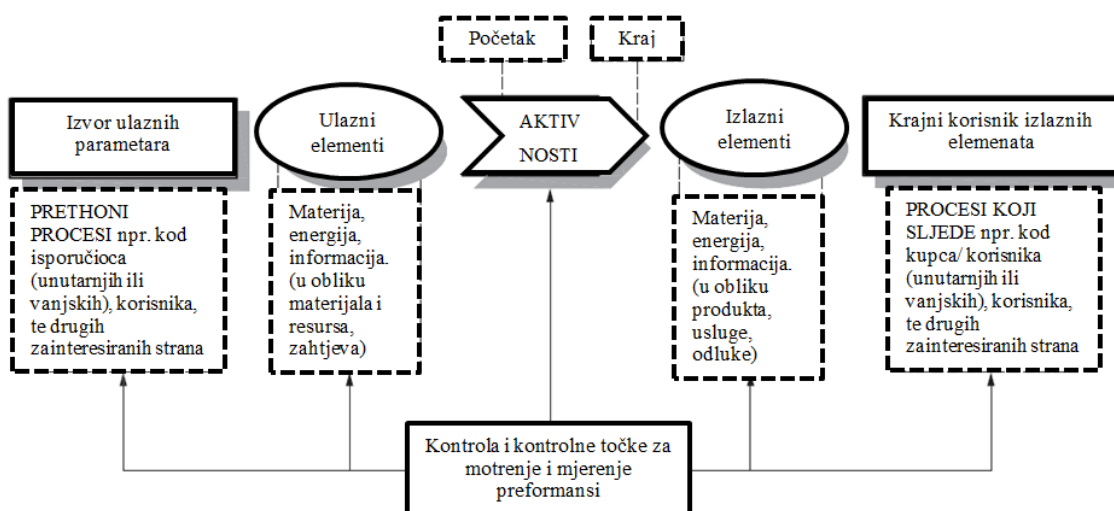 Početak
Kraj
Izvor ulaznih
parametara
Ulazni
elementi
AKTIV
NOSTI
Izlazni
elementi
Krajni korisnik izlaznih
elemenata
PRETHONI
PROCESI npr. kod
isporučioca
(unutarnjih ili
vanjskih), korisnika,
te drugih
zainteresiranih strana
Materija,
energija,
informacija.
(u obliku
materijala i
resursa,
zahtjeva)
Materija,
energija,
informacija.
(u obliku
produkta,
usluge,
odluke)
PROCESI KOJI
SLJEDE npr. kod
kupca/ korisnika
(unutarnjih ili
vanjskih), korisnika,
te drugih
zainteresiranih strana
Kontrola i kontrolne točke za
motrenje i mjerenje
preformansi